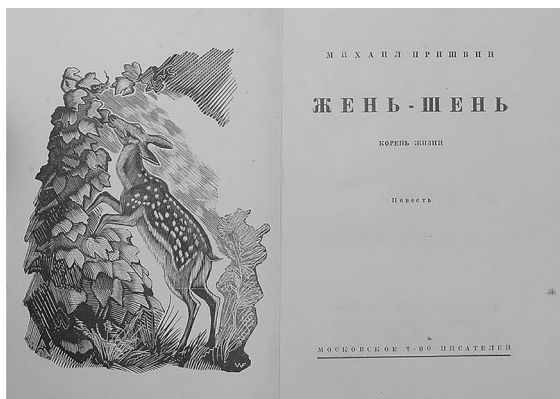 МИХАИЛ ПРИШВИН
ЖЕНЬ-ШЕНЬ
КОРЕНЬ ЖИЗНИ
Повесть
МОСКОВСКОЕ Т-ВО ПИСАТЕЛЕЙ